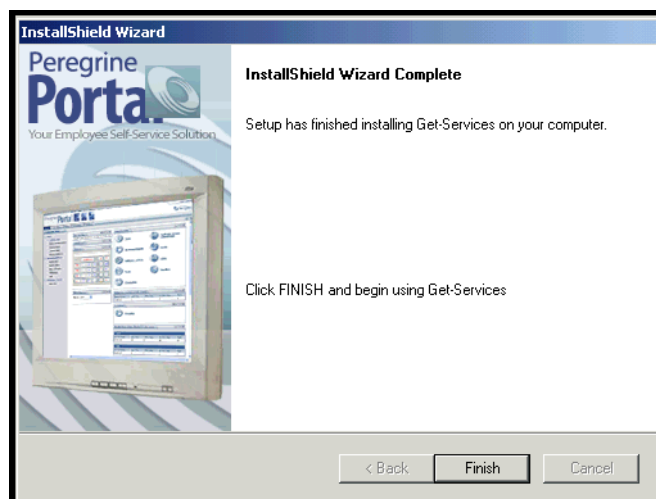 InstallShield Wizard
Peregrine
Portal
Your Employee Self-Service Solution
InstallShield Wizard Complete
Setup has finished installing Get-Services on your computer.
Click FINISH and begin using Get-Services
Portal
< Back
Finish
Cancel